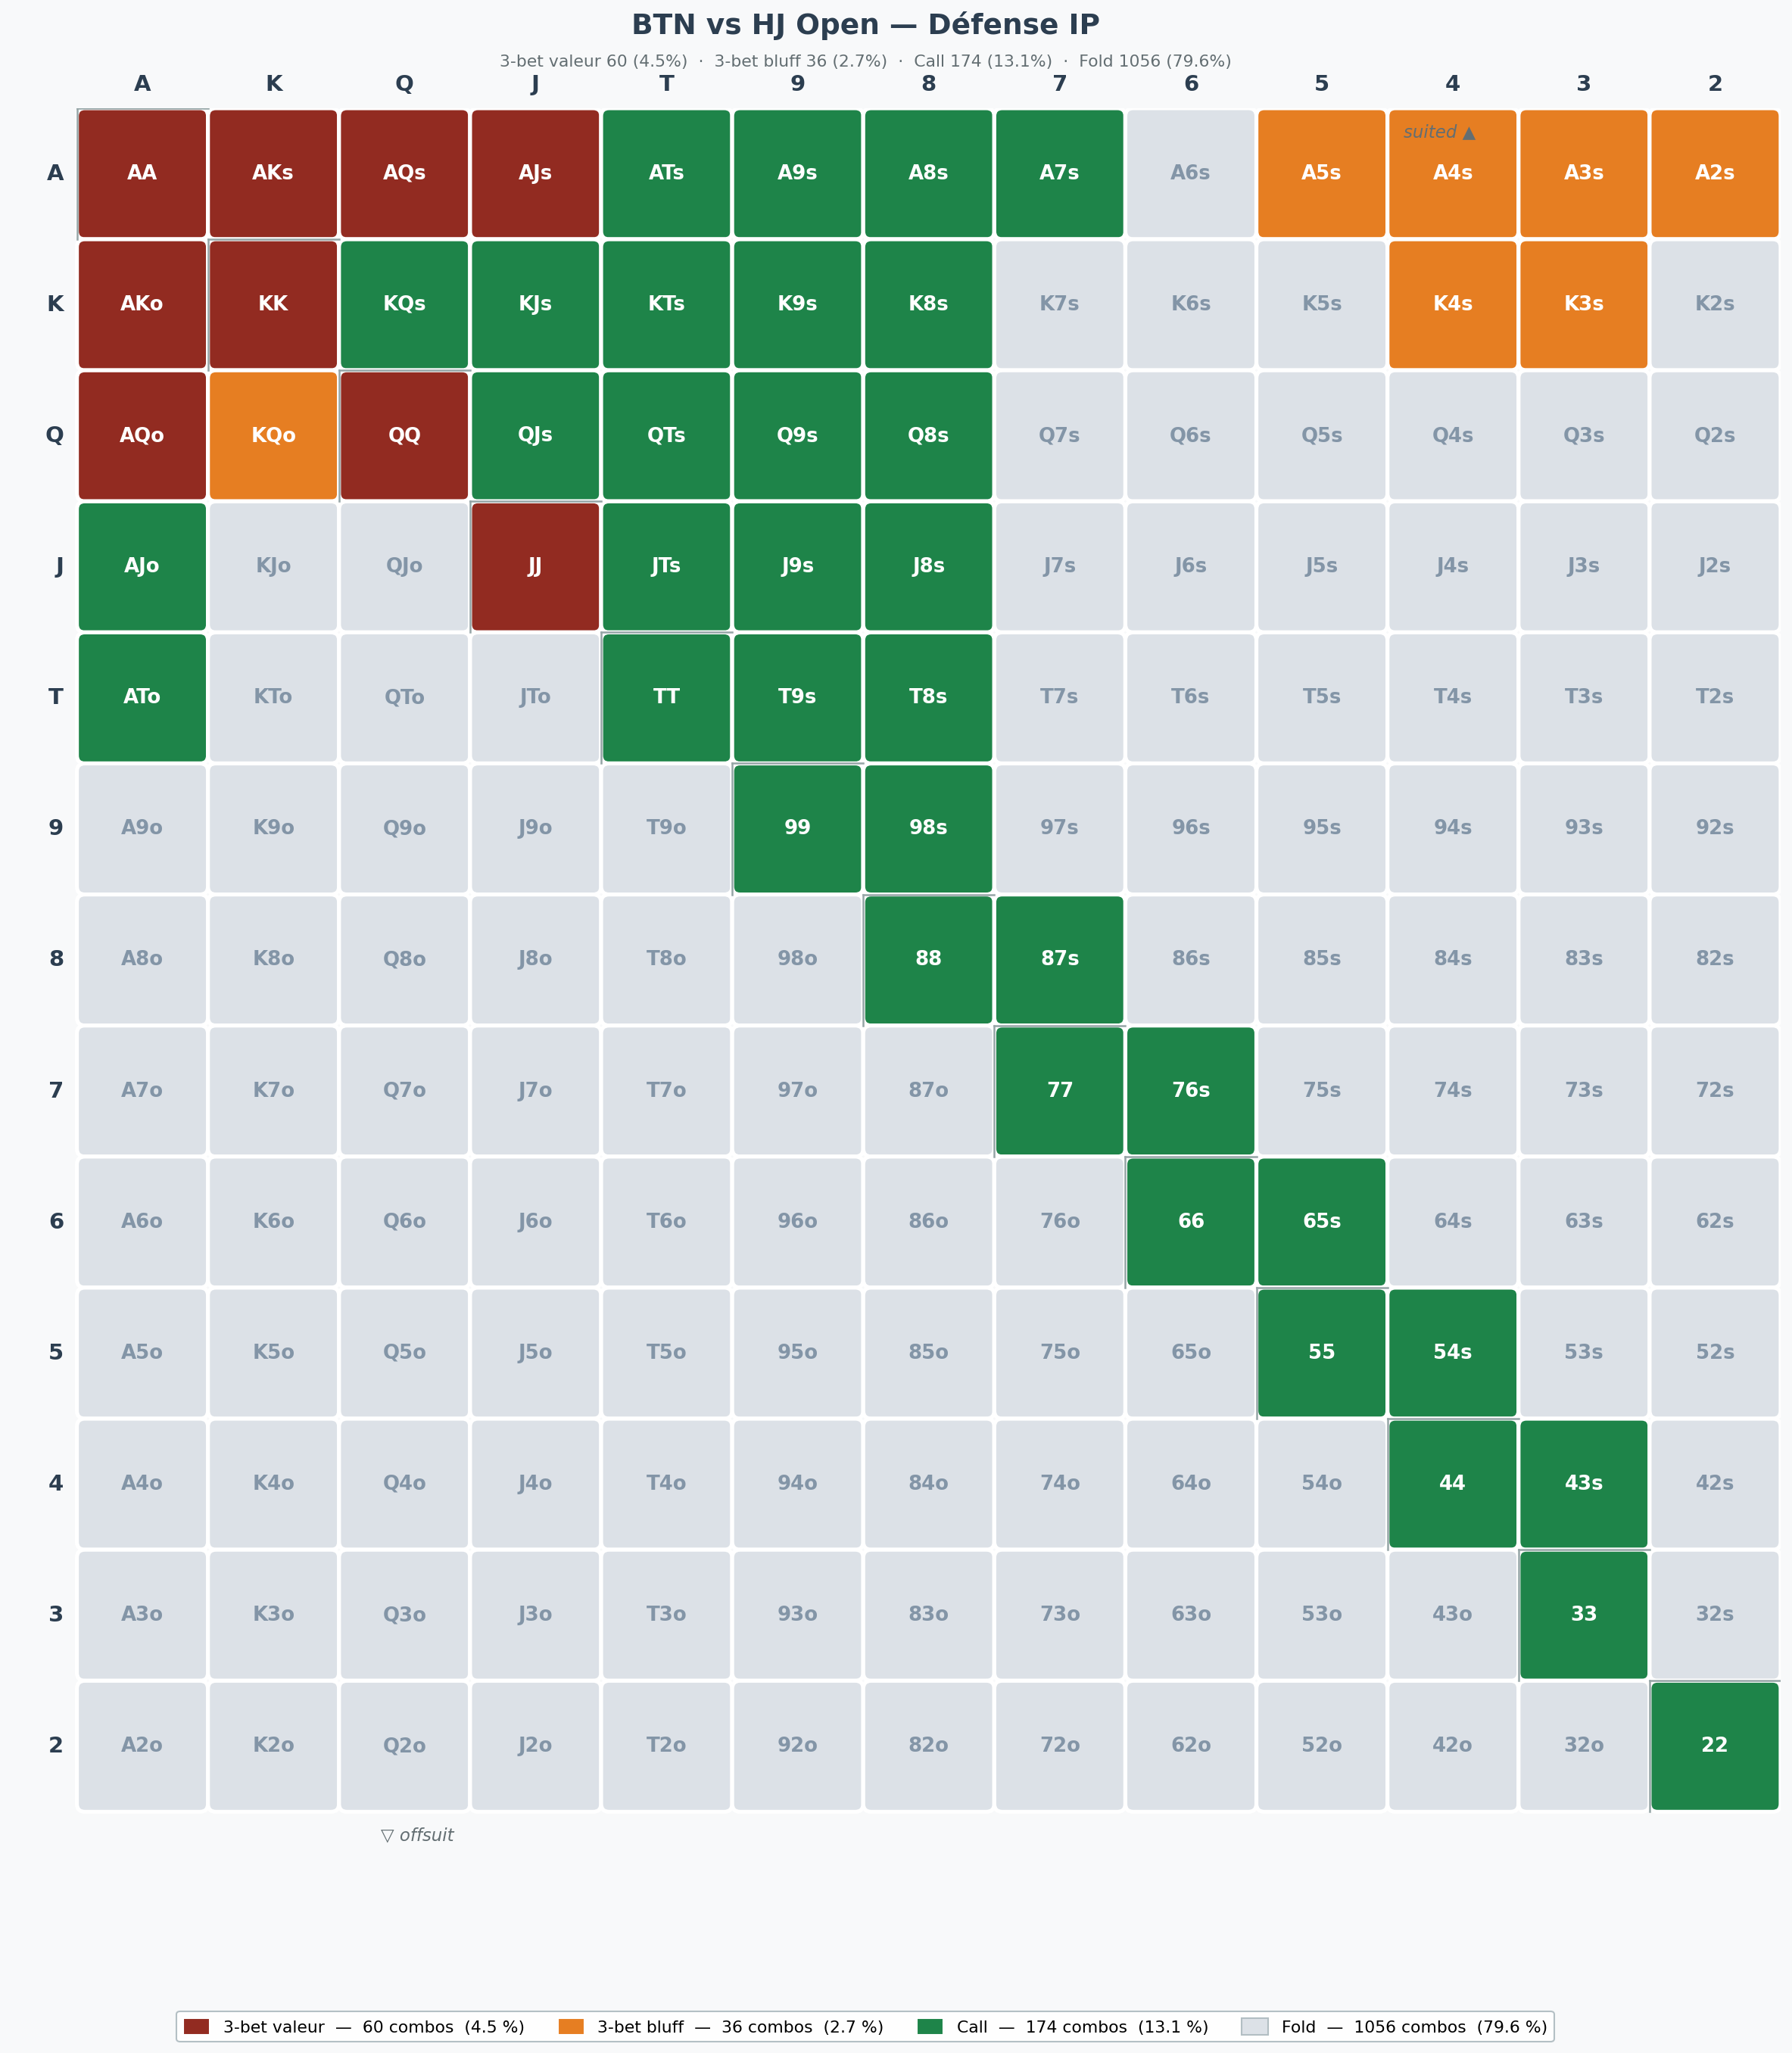 BTN vs HJ Open — Défense IP
3-bet valeur 60 (4.5%) · 3-bet bluff 36 (2.7%) · Call 174 (13.1%) · Fold 1056 (79.6%)
A K Q J T 9 8 7 6 5 4 3 2
suited ▲
A AA AKs AQs AJs ATs A9s A8s A7s A6s A5s A4s A3s A2s
K AKo KK KQs KJs KTs K9s K8s K7s K6s K5s K4s K3s K2s
Q AQo KQo QQ QJs QTs Q9s Q8s Q7s Q6s Q5s Q4s Q3s Q2s
J AJo KJo QJo JJ JTs J9s J8s J7s J6s J5s J4s J3s J2s
T ATo KTo QTo JTo TT T9s T8s T7s T6s T5s T4s T3s T2s
9 A9o K9o Q9o J9o T9o 99 98s 97s 96s 95s 94s 93s 92s
8 A8o K8o Q8o J8o T8o 98o 88 87s 86s 85s 84s 83s 82s
7 A7o K7o Q7o J7o T7o 97o 87o 77 76s 75s 74s 73s 72s
6 A6o K6o Q6o J6o T6o 96o 86o 76o 66 65s 64s 63s 62s
5 A5o K5o Q5o J5o T5o 95o 85o 75o 65o 55 54s 53s 52s
4 A4o K4o Q4o J4o T4o 94o 84o 74o 64o 54o 44 43s 42s
3 A3o K3o Q3o J3o T3o 93o 83o 73o 63o 53o 43o 33 32s
2 A2o K2o Q2o J2o T2o 92o 82o 72o 62o 52o 42o 32o 22
▽ offsuit
3-bet valeur — 60 combos (4.5 %) 3-bet bluff — 36 combos (2.7 %) Call — 174 combos (13.1 %) Fold — 1056 combos (79.6 %)